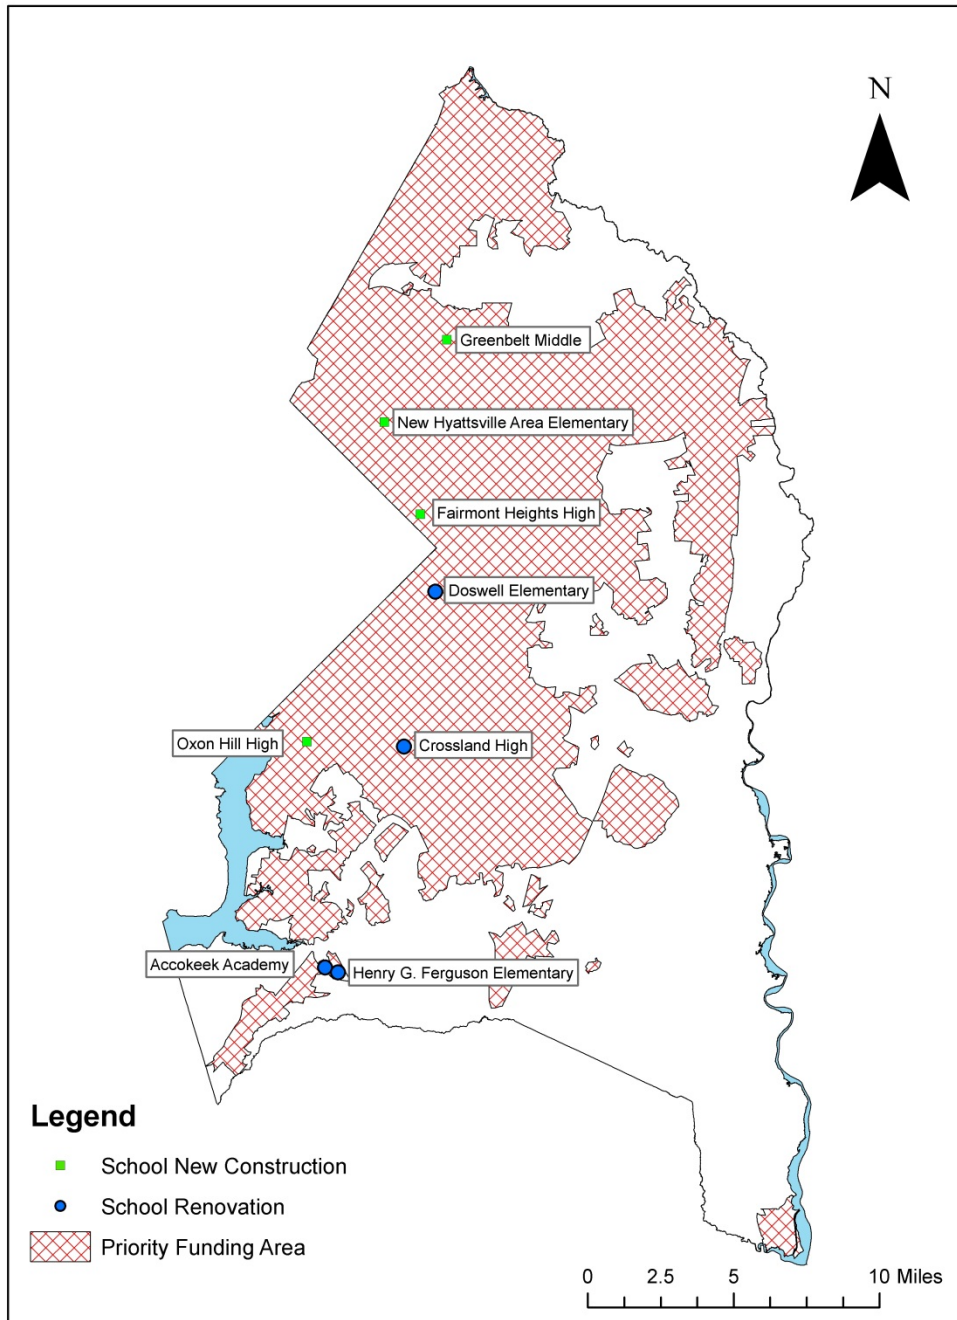 N
Greenbelt Middle
New Hyattsville Area Elementary
Fairmont Heights High
Doswell Elementary
Oxon Hill High
Crossland High
Accokeek Academy
Henry G. Ferguson Elementary
Legend
School New Construction
School Renovation
Priority Funding Area
0 2.5 5 10 Miles